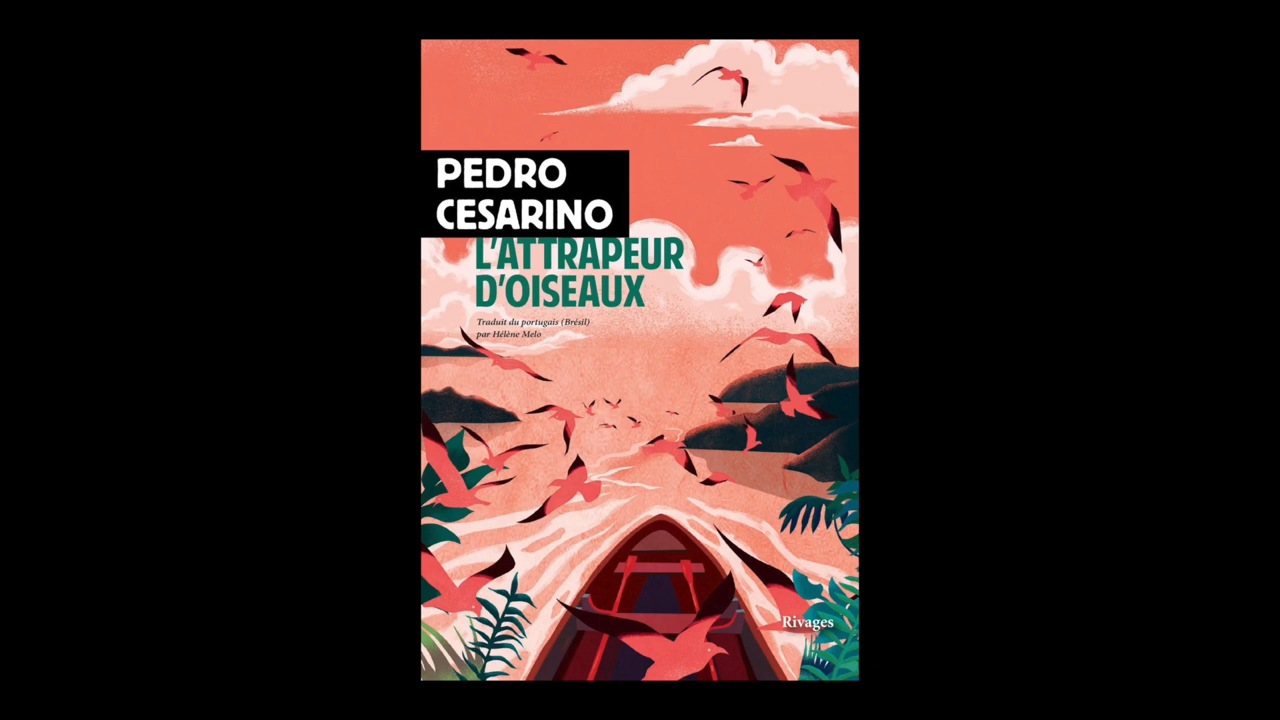 PEDRO
CESARINO
L'ATTRAPEUR
D'OISEAUX
Traduit du portugais (Brésil)
par Hélène Melo
Rivages